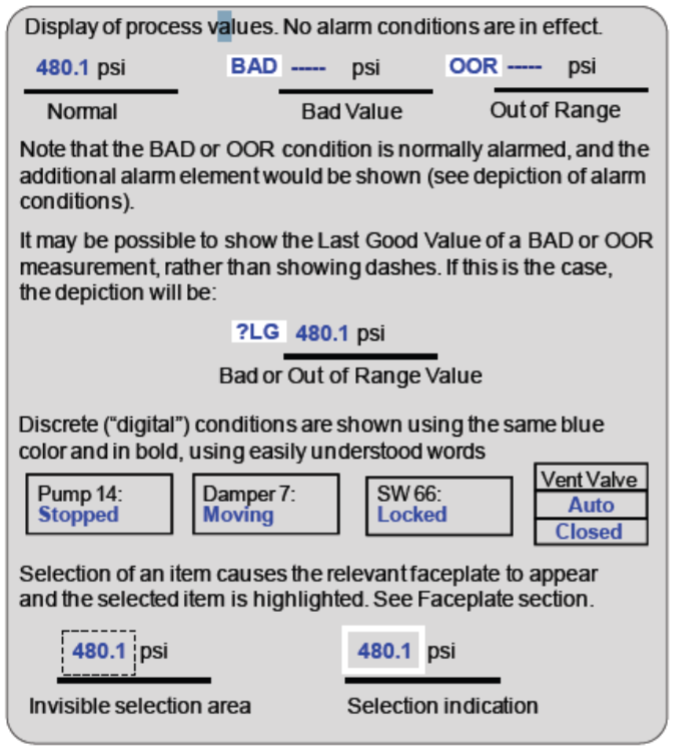 Display of process values. No alarm conditions are in effect.
480.1 psi BAD ----- psi OOR ----- psi
Normal Bad Value Out of Range
Note that the BAD or OOR condition is normally alarmed, and the
additional alarm element would be shown (see depiction of alarm
conditions).
It may be possible to show the Last Good Value of a BAD or OOR
measurement, rather than showing dashes. If this is the case,
the depiction will be:
?LG 480.1 psi
Bad or Out of Range Value
Discrete ("digital") conditions are shown using the same blue
color and in bold, using easily understood words
Pump 14:
Stopped
Damper 7:
Moving
SW 66:
Locked
Vent Valve
Auto
Closed
Selection of an item causes the relevant faceplate to appear
and the selected item is highlighted. See Faceplate section.
480.1 psi 480.1 psi
Invisible selection area Selection indication